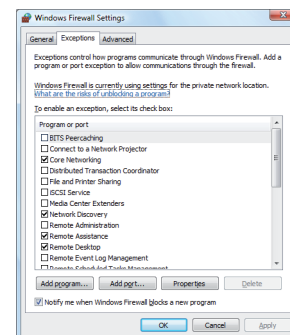 Windows Firewall Settings
General Exceptions Advanced
Exceptions control how programs communicate through Windows Firewall. Add a
program or port exception to allow communications through the firewall.
Windows Firewall is currently using settings for the private network location.
What are the risks of unblocking a program?
To enable an exception, select its check box:
Program or port
BITS Peercaching
Connect to a Network Projector
Core Networking
Distributed Transaction Coordinator
File and Printer Sharing
iSCSI Service
Media Center Extenders
Network Discovery
Remote Administration
Remote Assistance
Remote Desktop
Remote Event Log Management
Remote Scheduled Tasks Management
Add program... Add port... Properties Delete
Notify me when Windows Firewall blocks a new program
OK Cancel Apply